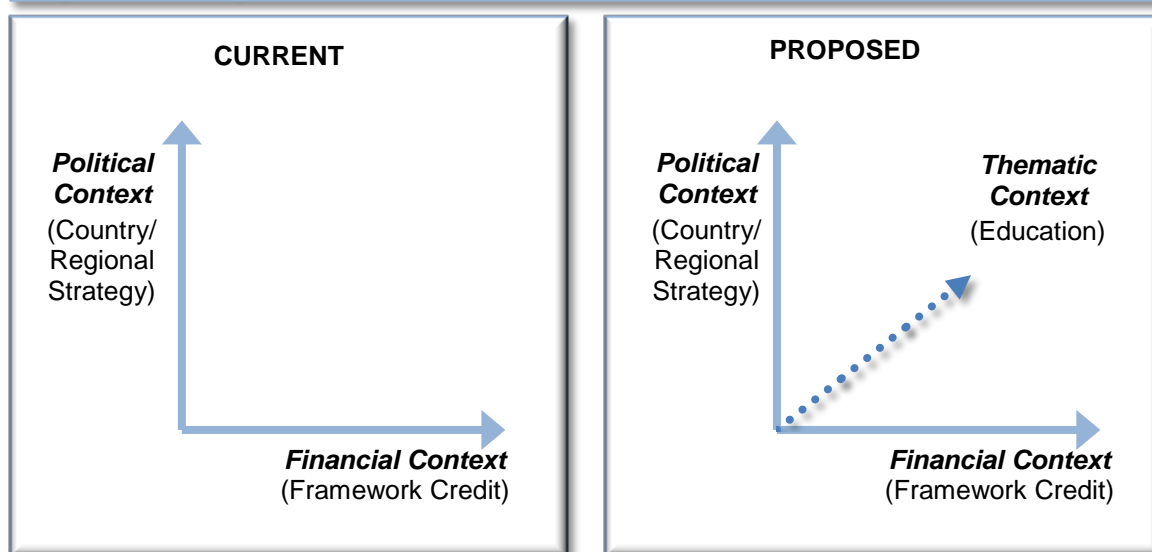 CURRENT
Political
Context
(Country/
Regional
Strategy)
Financial Context
(Framework Credit)
PROPOSED
Political
Context
(Country/
Regional
Strategy)
Thematic
Context
(Education)
Financial Context
(Framework Credit)